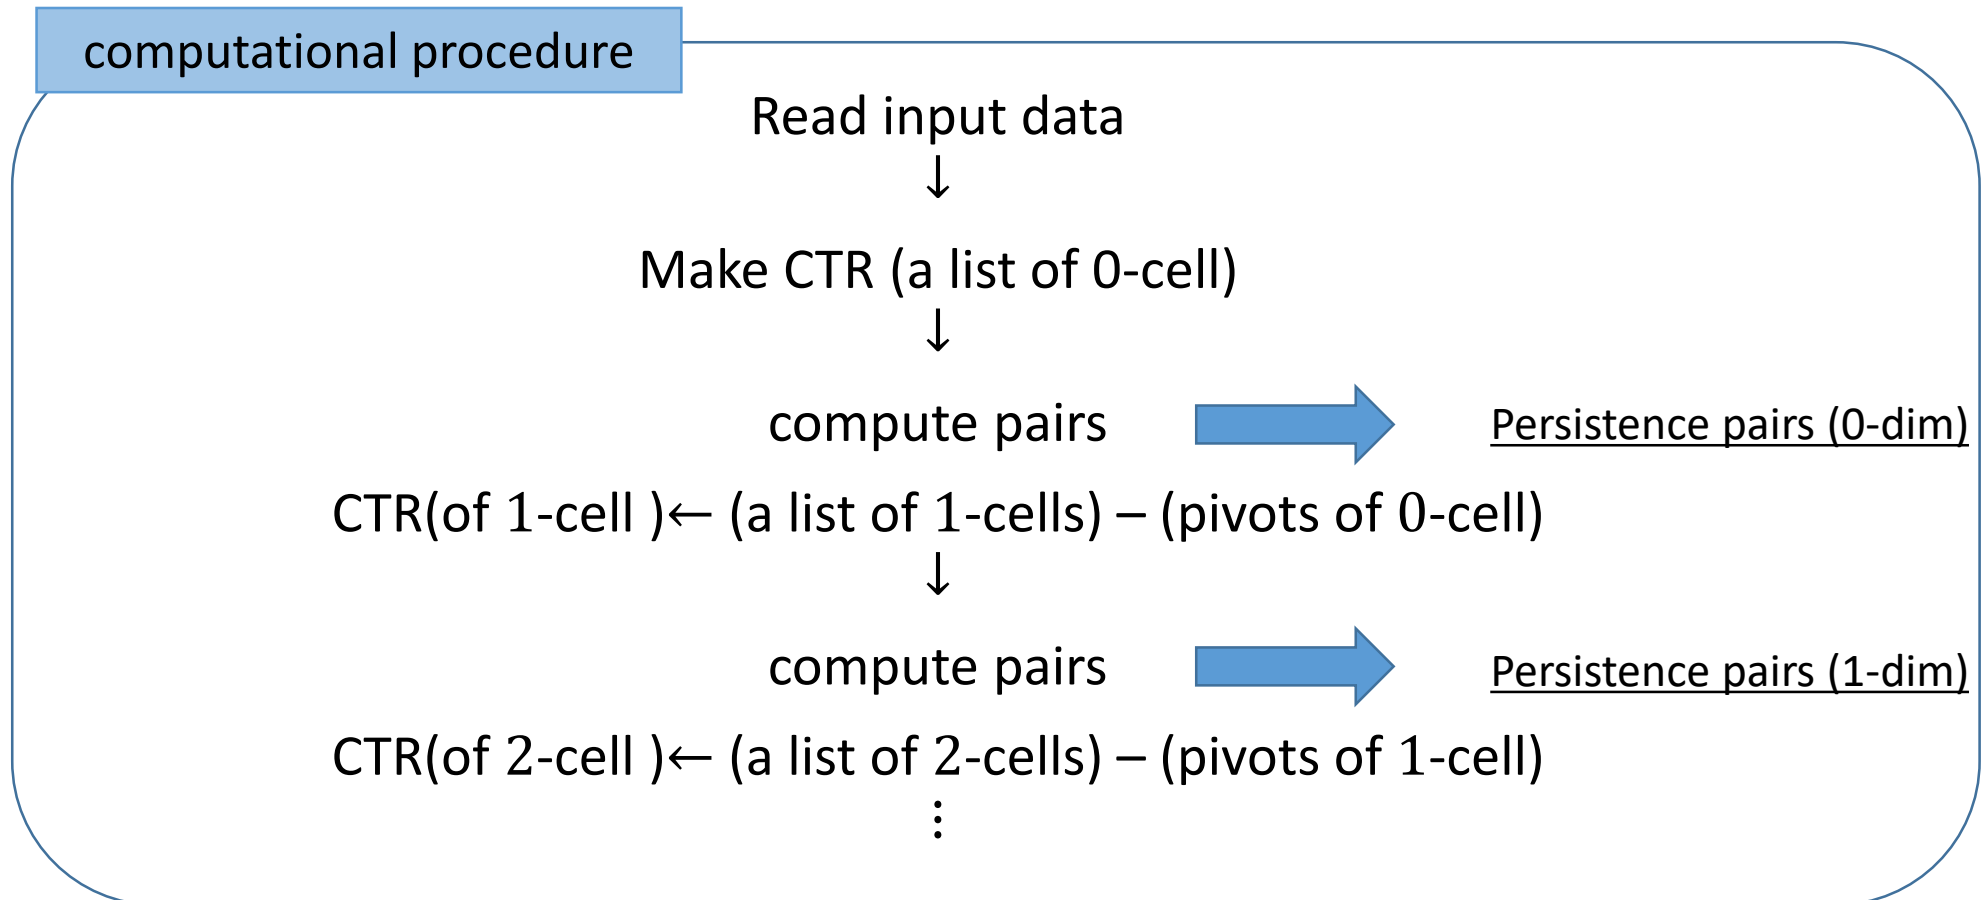 computational procedure
Read input data
↓
Make CTR (a list of 0-cell)
↓
compute pairs
Persistence pairs (0-dim)
CTR(of 1-cell )← (a list of 1-cells) – (pivots of 0-cell)
↓
compute pairs
Persistence pairs (1-dim)
CTR(of 2-cell )← (a list of 2-cells) – (pivots of 1-cell)
⋮